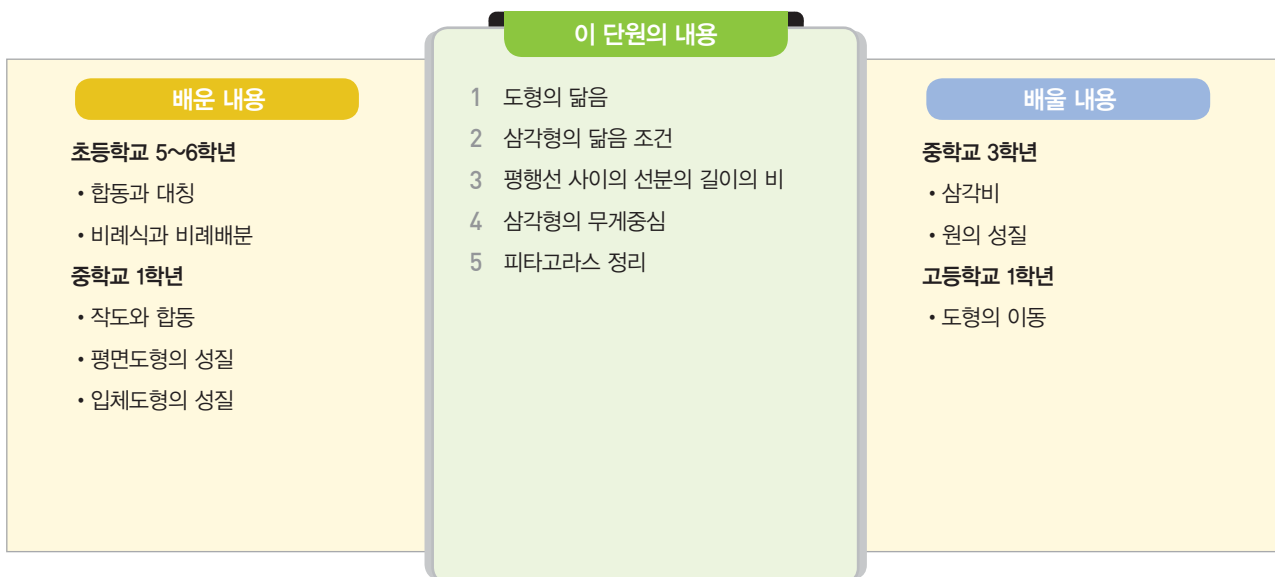 배운 내용
초등학교 5~6학년
• 합동과 대칭
• 비례식과 비례배분
중학교 1학년
• 작도와 합동
• 평면도형의 성질
• 입체도형의 성질
이 단원의 내용
1 도형의 닮음
2 삼각형의 닮음 조건
3 평행선 사이의 선분의 길이의 비
4 삼각형의 무게중심
5 피타고라스 정리
배울 내용
중학교 3학년
• 삼각비
• 원의 성질
고등학교 1학년
• 도형의 이동